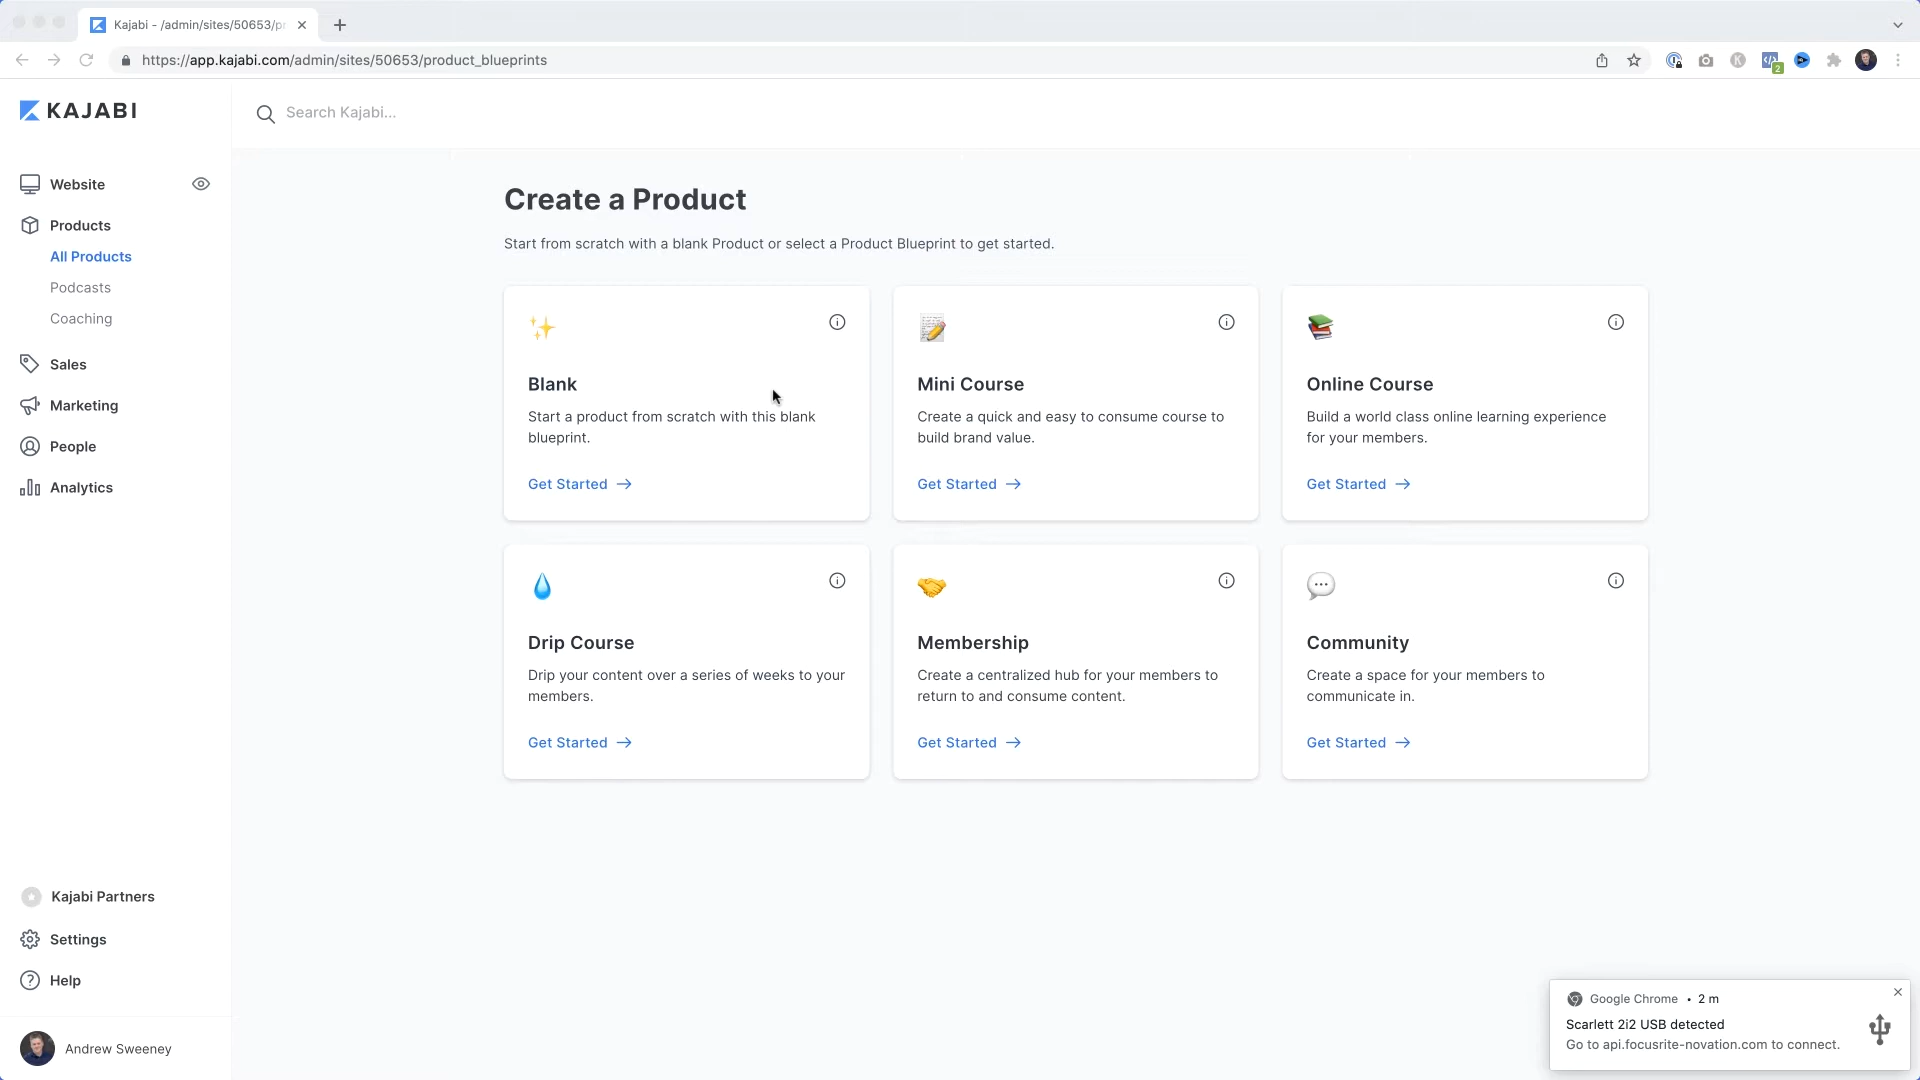 Kajabi - /admin/sites/50653/pr
https://app.kajabi.com/admin/sites/50653/product_blueprints
2
KAJABI
Search Kajabi...
Website
Products
All Products
Podcasts
Coaching
Sales
Marketing
People
Analytics
Kajabi Partners
Settings
Help
Andrew Sweeney
Create a Product
Start from scratch with a blank Product or select a Product Blueprint to get started.
Blank
Start a product from scratch with this blank
blueprint.
Get Started
Mini Course
Create a quick and easy to consume course to
build brand value.
Get Started
Online Course
Build a world class online learning experience
for your members.
Get Started
Drip Course
Drip your content over a series of weeks to your
members.
Get Started
Membership
Create a centralized hub for your members to
return to and consume content.
Get Started
Community
Create a space for your members to
communicate in.
Get Started
Google Chrome • 2 m
Scarlett 2i2 USB detected
Go to api.focusrite-novation.com to connect.